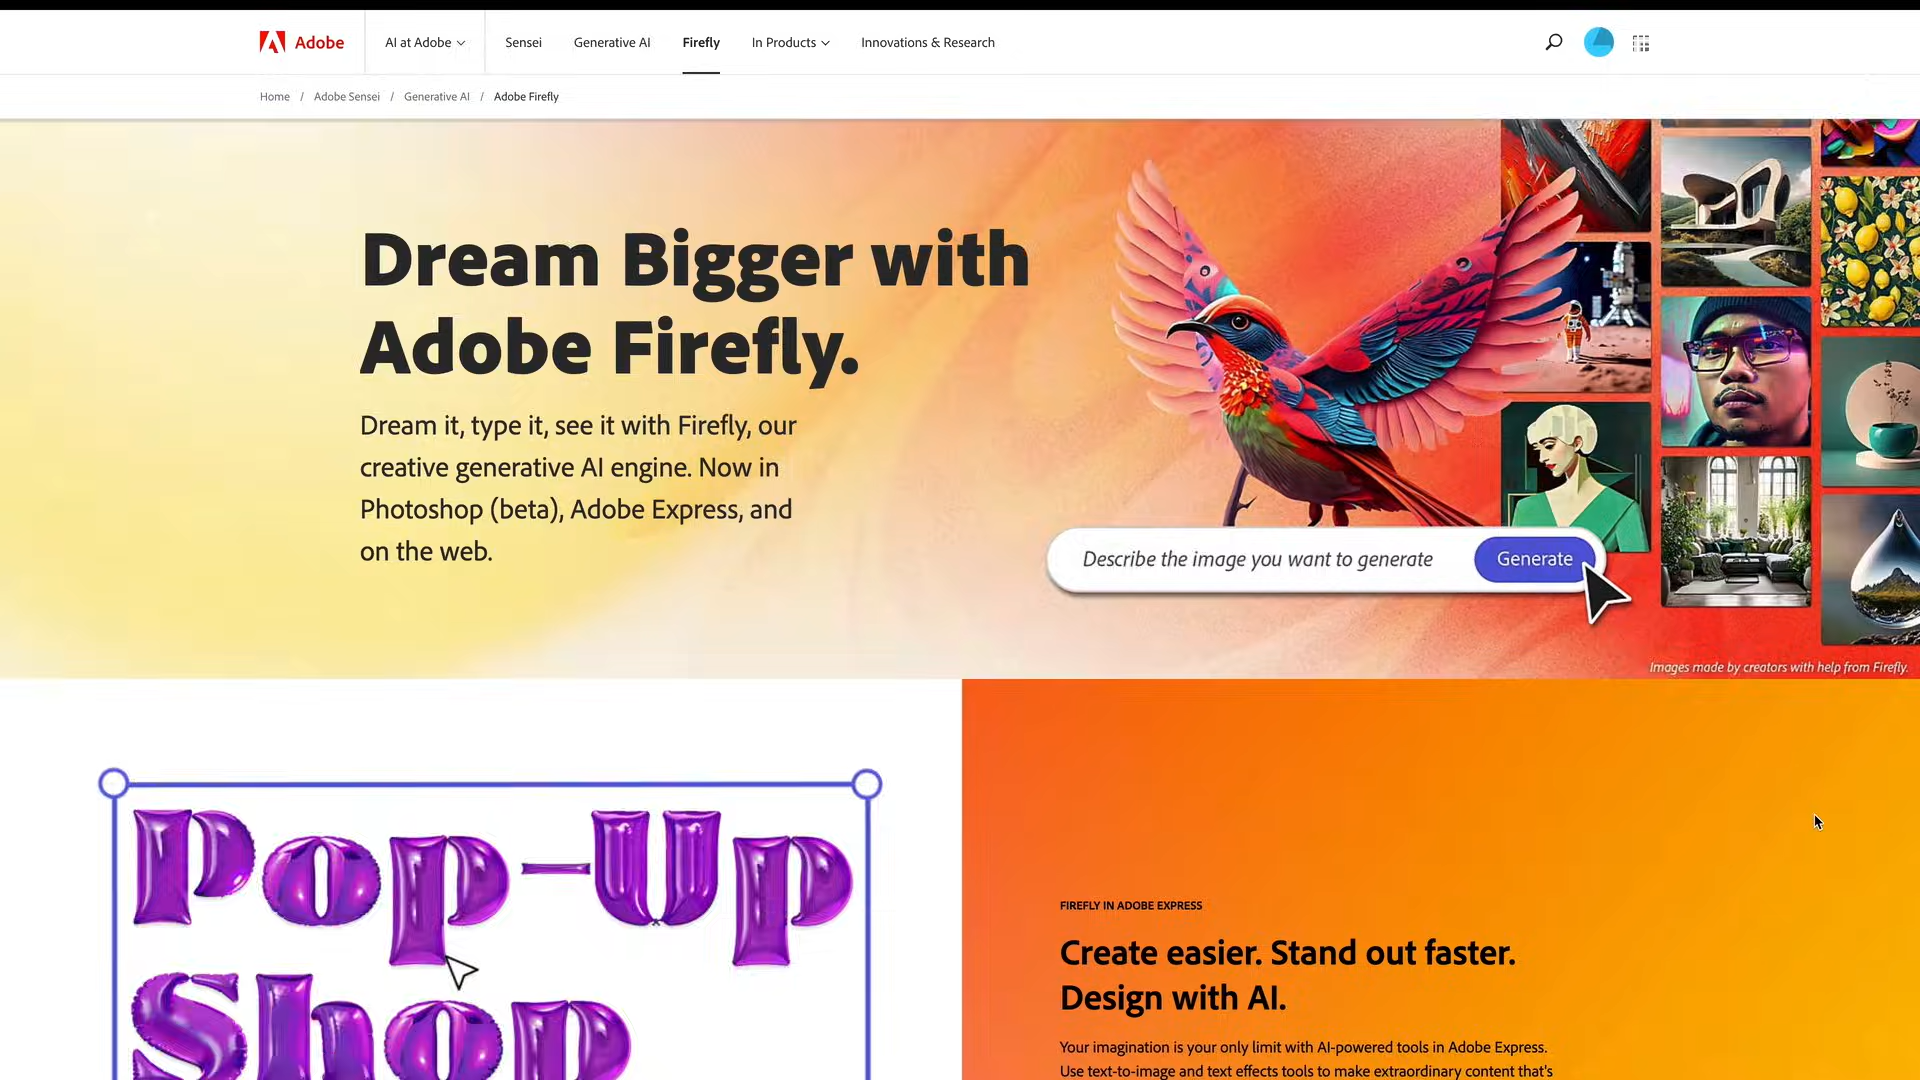 Adobe
AI at Adobe
Sensei
Generative AI
Firefly
In Products
Innovations & Research
Home / Adobe Sensei / Generative AI / Adobe Firefly
Dream Bigger with
Adobe Firefly.
Dream it, type it, see it with Firefly, our
creative generative AI engine. Now in
Photoshop (beta), Adobe Express, and
on the web.
Describe the image you want to generate
Generate
Images made by creators with help from Firefly.
Pop-Up
Shop
FIREFLY IN ADOBE EXPRESS
Create easier. Stand out faster.
Design with AI.
Your imagination is your only limit with AI-powered tools in Adobe Express.
Use text-to-image and text effects tools to make extraordinary content that's